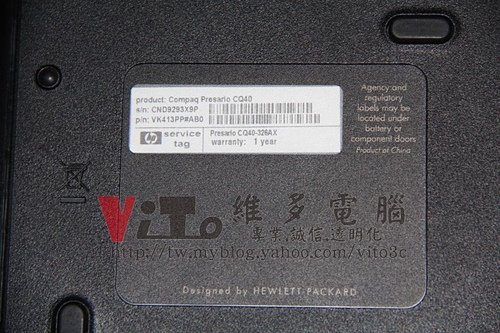 product: Compaq Presario CQ40
s/n: CND9293X9P
p/n: VK413PP#AB0
hp service tag
Presario CQ40-326AX
warranty: 1 year
Agency and
regulatory
labels may be
located under
battery or
component doors
Product of China
ViTo 維多電腦
專業,誠信,透明化
http://tw.myblog.yahoo.com/vito3c
Designed by HEWLETT-PACKARD